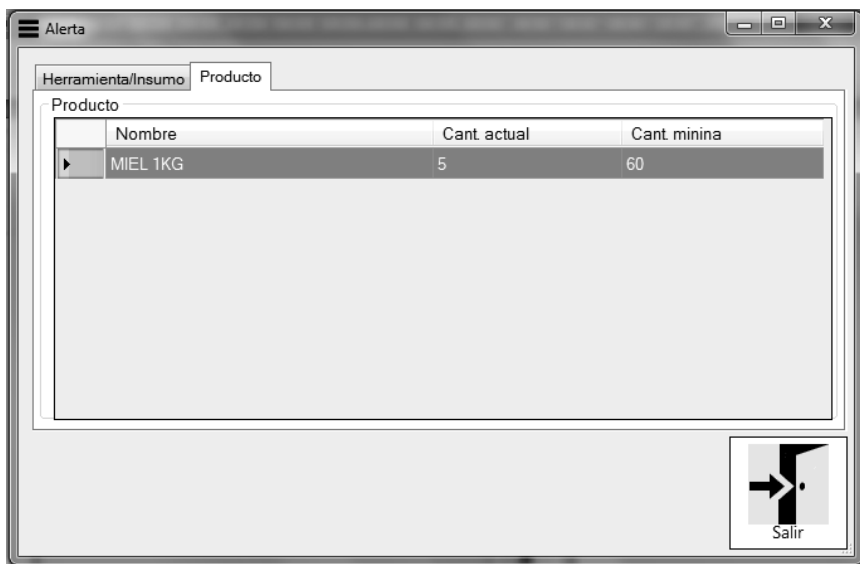 Alerta
Herramienta/Insumo Producto
Producto
Nombre Cant. actual Cant. minina
MIEL 1KG 5 60
Salir